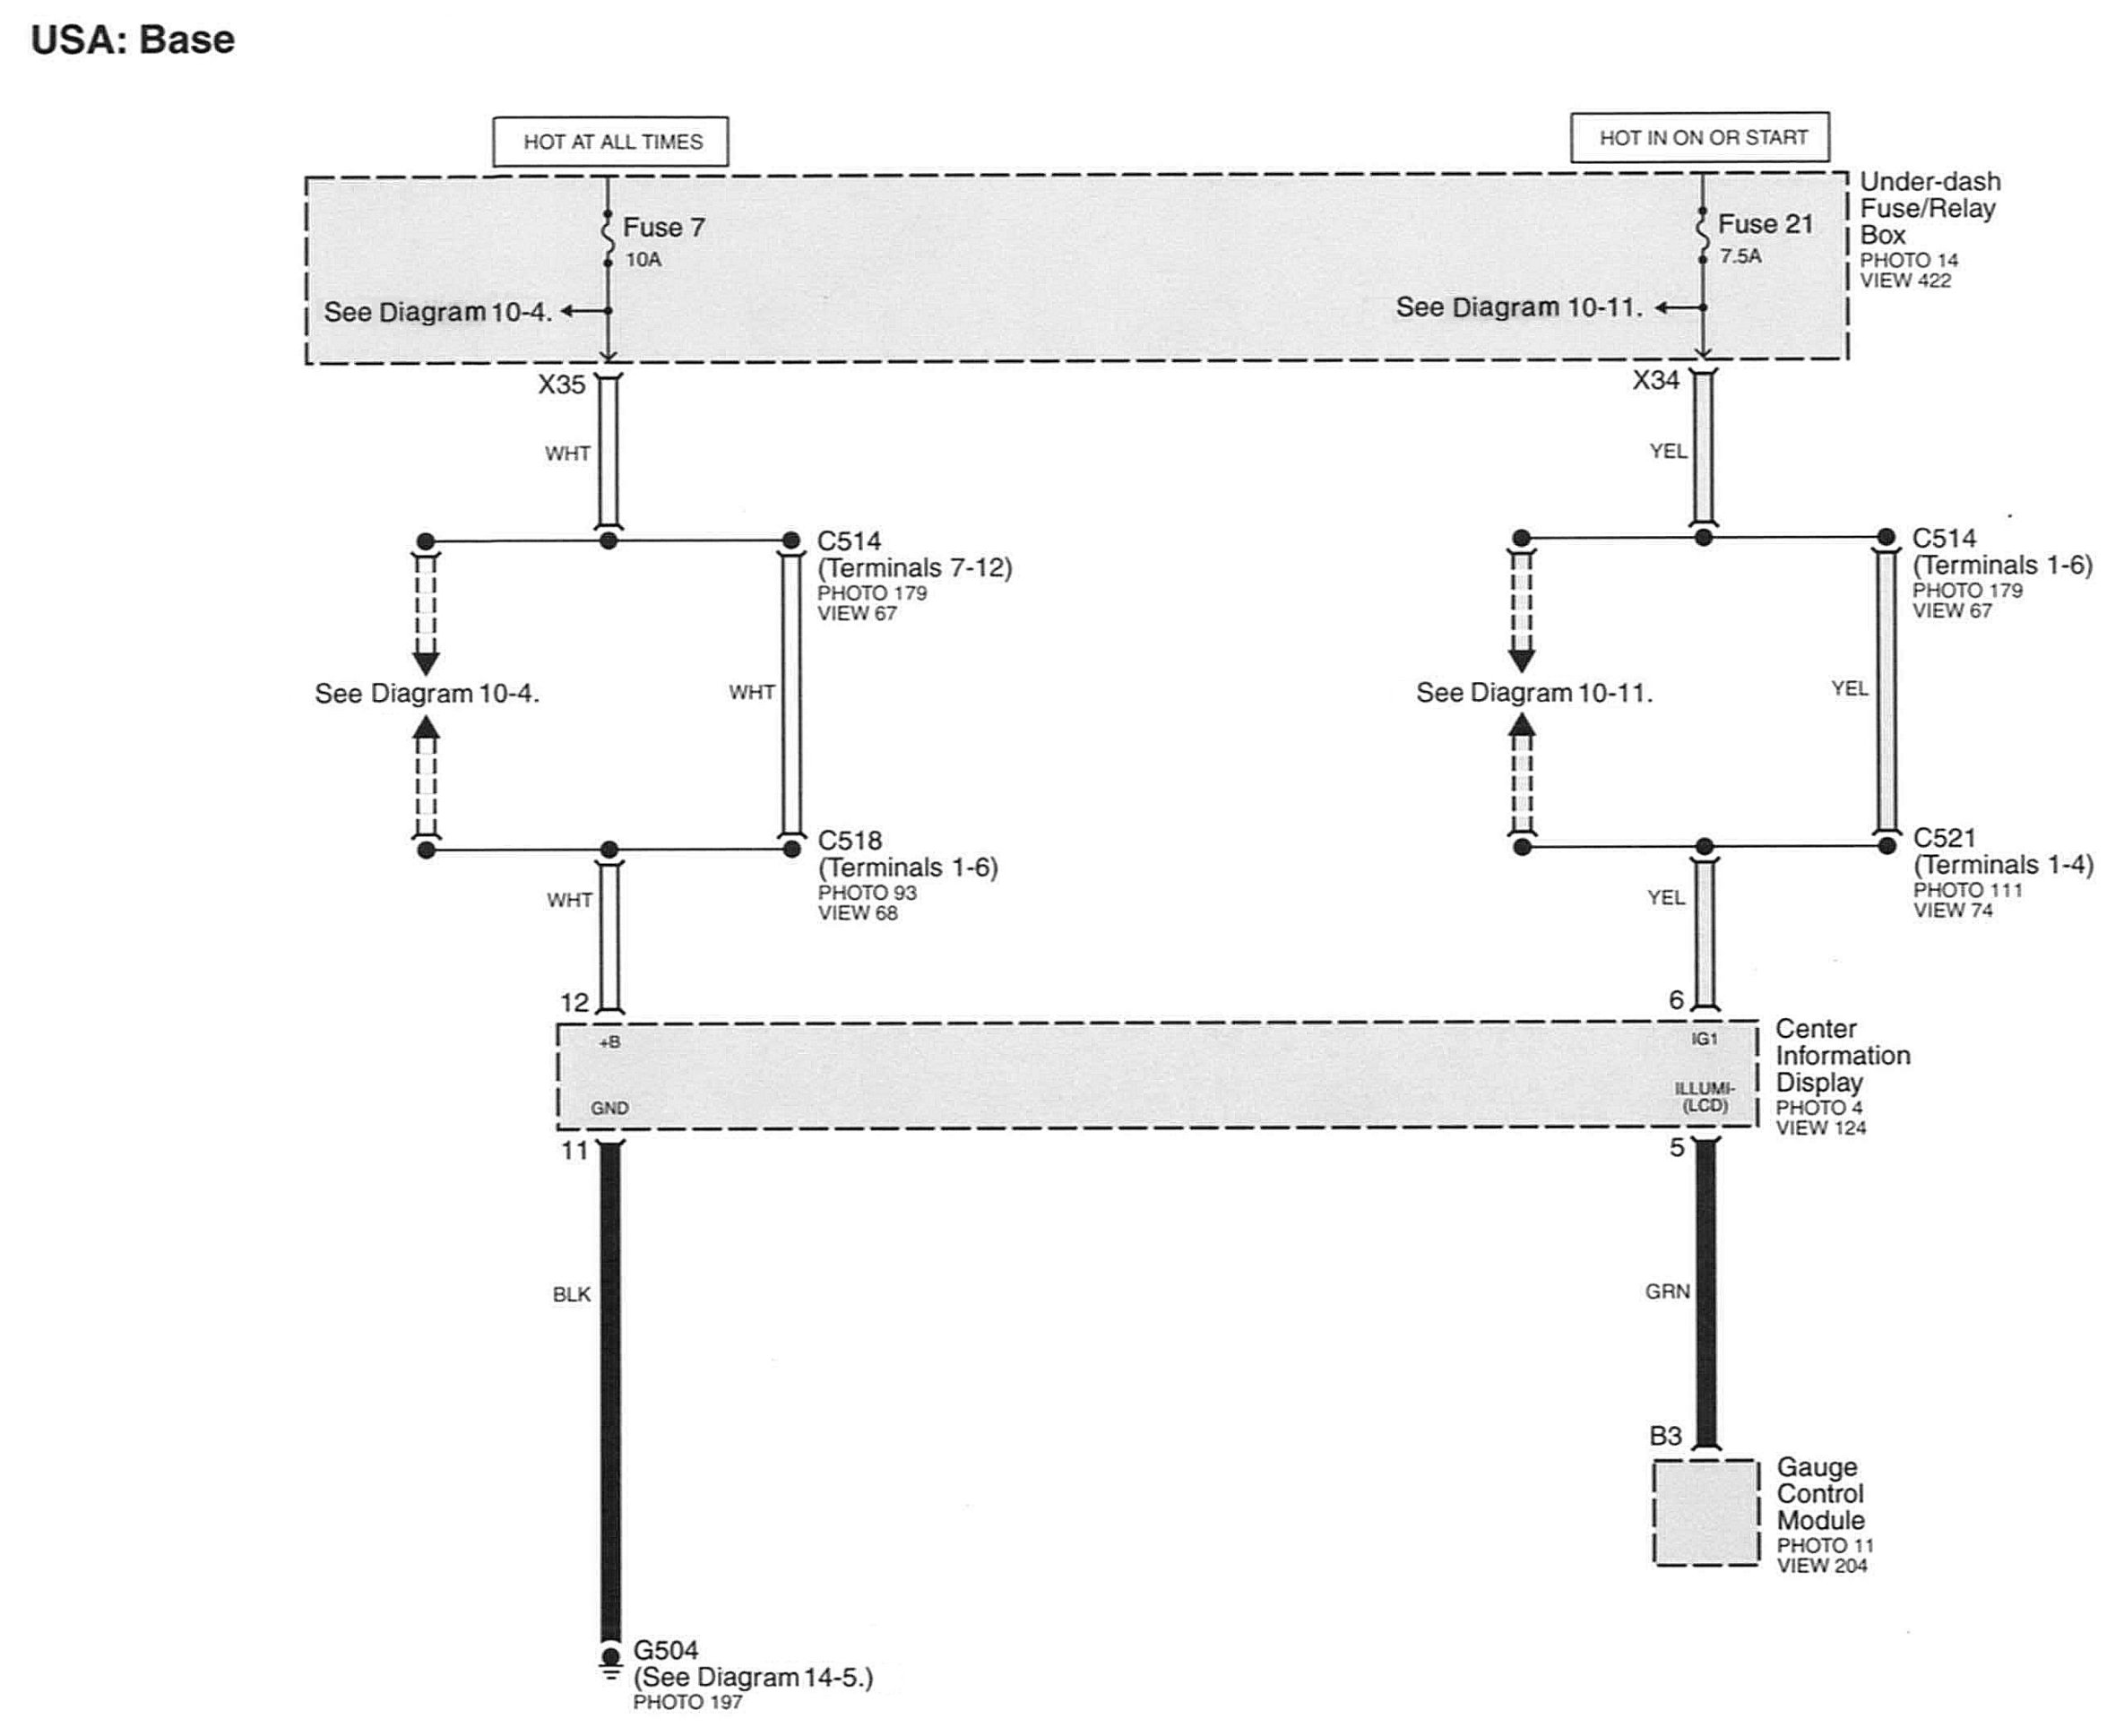 USA: Base
HOT AT ALL TIMES
HOT IN ON OR START
Fuse 7
10A
See Diagram 10-4.
Fuse 21
7.5A
See Diagram 10-11.
Under-dash
Fuse/Relay
Box
PHOTO 14
VIEW 422
X35
WHT
X34
YEL
C514
(Terminals 7-12)
PHOTO 179
VIEW 67
See Diagram 10-4.
WHT
C518
(Terminals 1-6)
PHOTO 93
VIEW 68
WHT
12
C514
(Terminals 1-6)
PHOTO 179
VIEW 67
See Diagram 10-11.
YEL
C521
(Terminals 1-4)
PHOTO 111
VIEW 74
YEL
6
+B
GND
IG1
ILLUMI-
(LCD)
Center
Information
Display
PHOTO 4
VIEW 124
11
BLK
5
GRN
B3
Gauge
Control
Module
PHOTO 11
VIEW 204
G504
(See Diagram 14-5.)
PHOTO 197